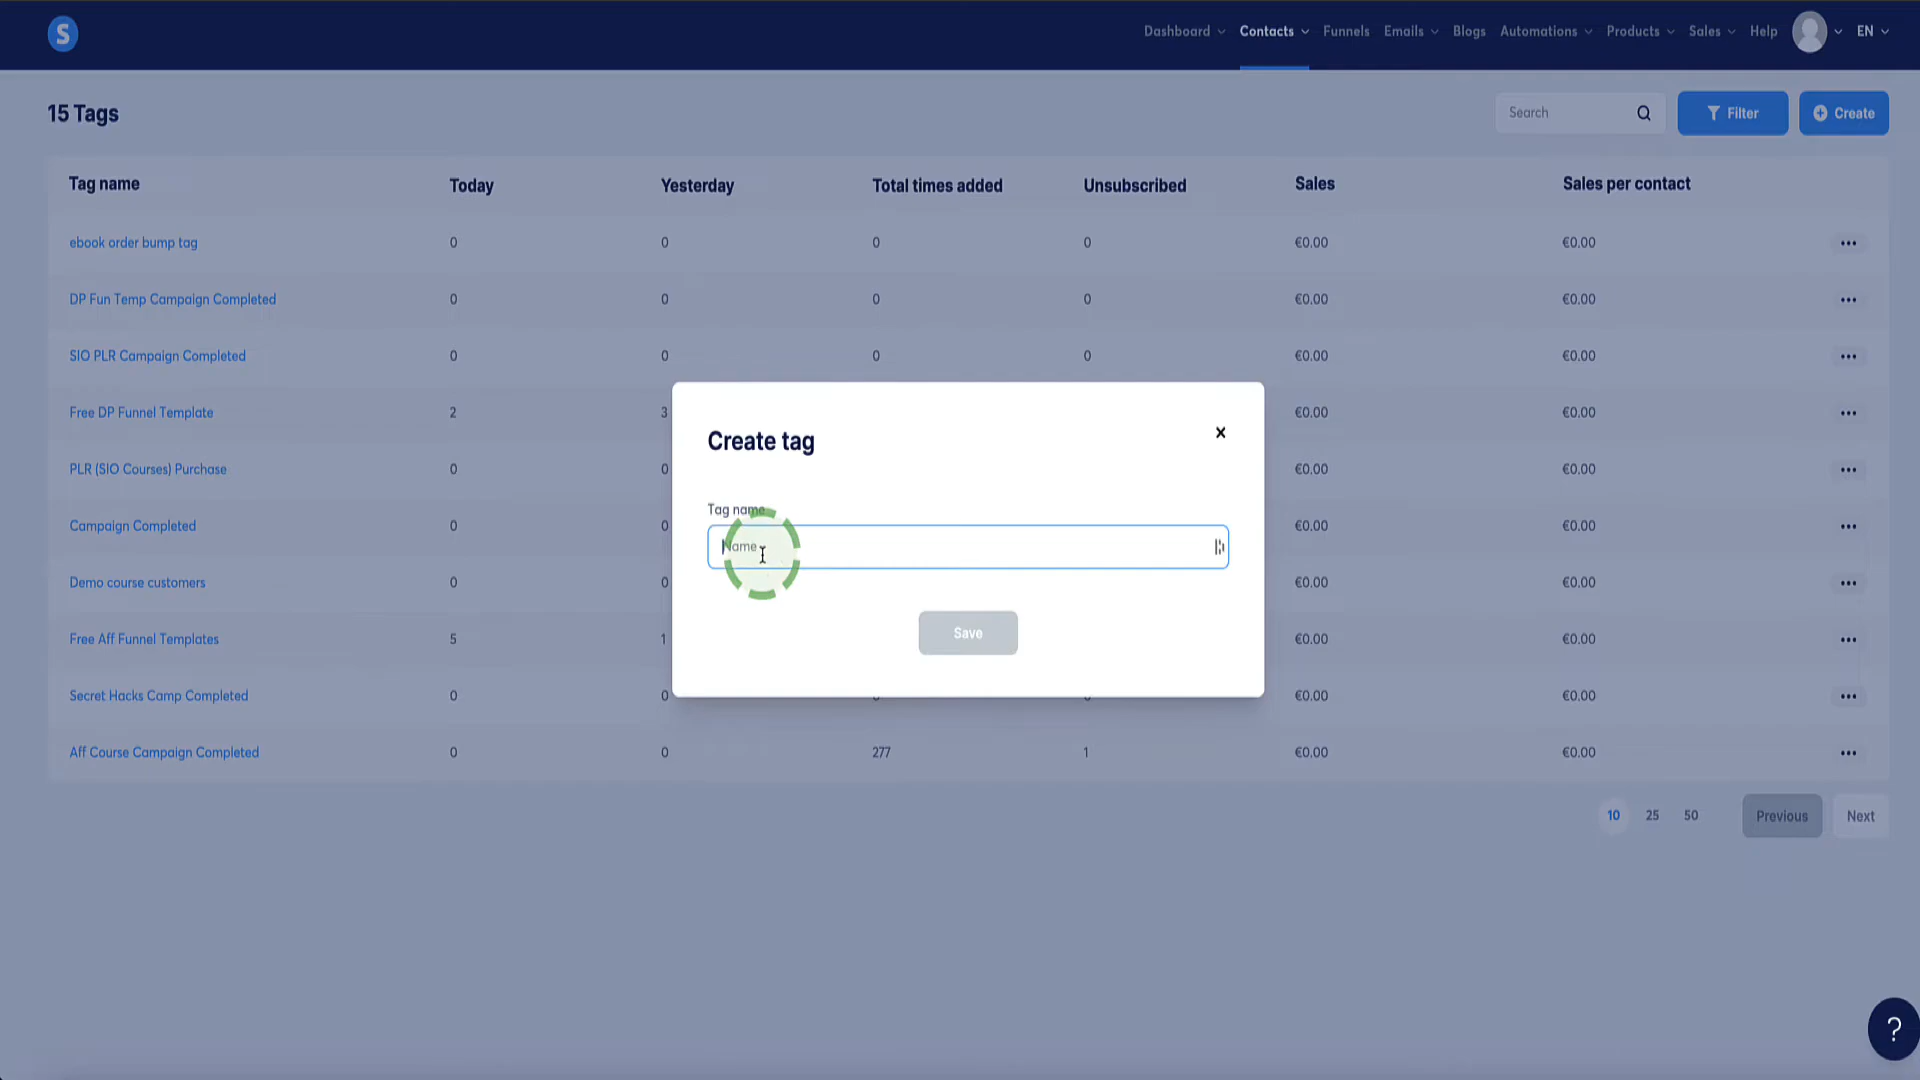 S
Dashboard Contacts Funnels Emails Blogs Automations Products Sales Help EN
15 Tags
Search Filter Create
Tag name Today Yesterday Total times added Unsubscribed Sales Sales per contact
ebook order bump tag 0 0 0 0 €0.00 €0.00 •••
DP Fun Temp Campaign Completed 0 0 0 0 €0.00 €0.00 •••
SIO PLR Campaign Completed 0 0 0 0 €0.00 €0.00 •••
Free DP Funnel Template 2 3 €0.00 €0.00 •••
PLR (SIO Courses) Purchase 0 0 €0.00 €0.00 •••
Campaign Completed 0 0 €0.00 €0.00 •••
Demo course customers 0 0 €0.00 €0.00 •••
Free Aff Funnel Templates 5 1 €0.00 €0.00 •••
Secret Hacks Camp Completed 0 0 €0.00 €0.00 •••
Aff Course Campaign Completed 0 0 277 1 €0.00 €0.00 •••
Create tag
×
Tag name
Name
Save
10 25 50 Previous Next
?